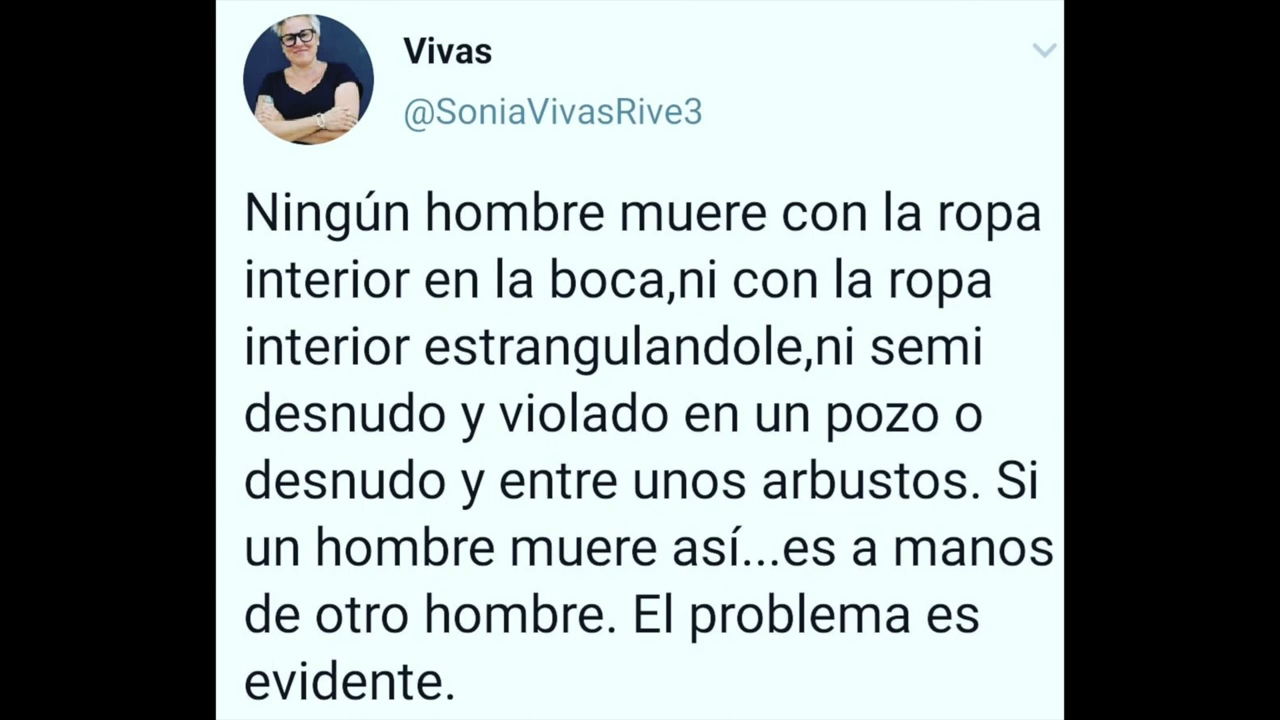 Vivas
@SoniaVivasRive3
Ningún hombre muere con la ropa
interior en la boca,ni con la ropa
interior estrangulandole,ni semi
desnudo y violado en un pozo o
desnudo y entre unos arbustos. Si
un hombre muere así...es a manos
de otro hombre. El problema es
evidente.